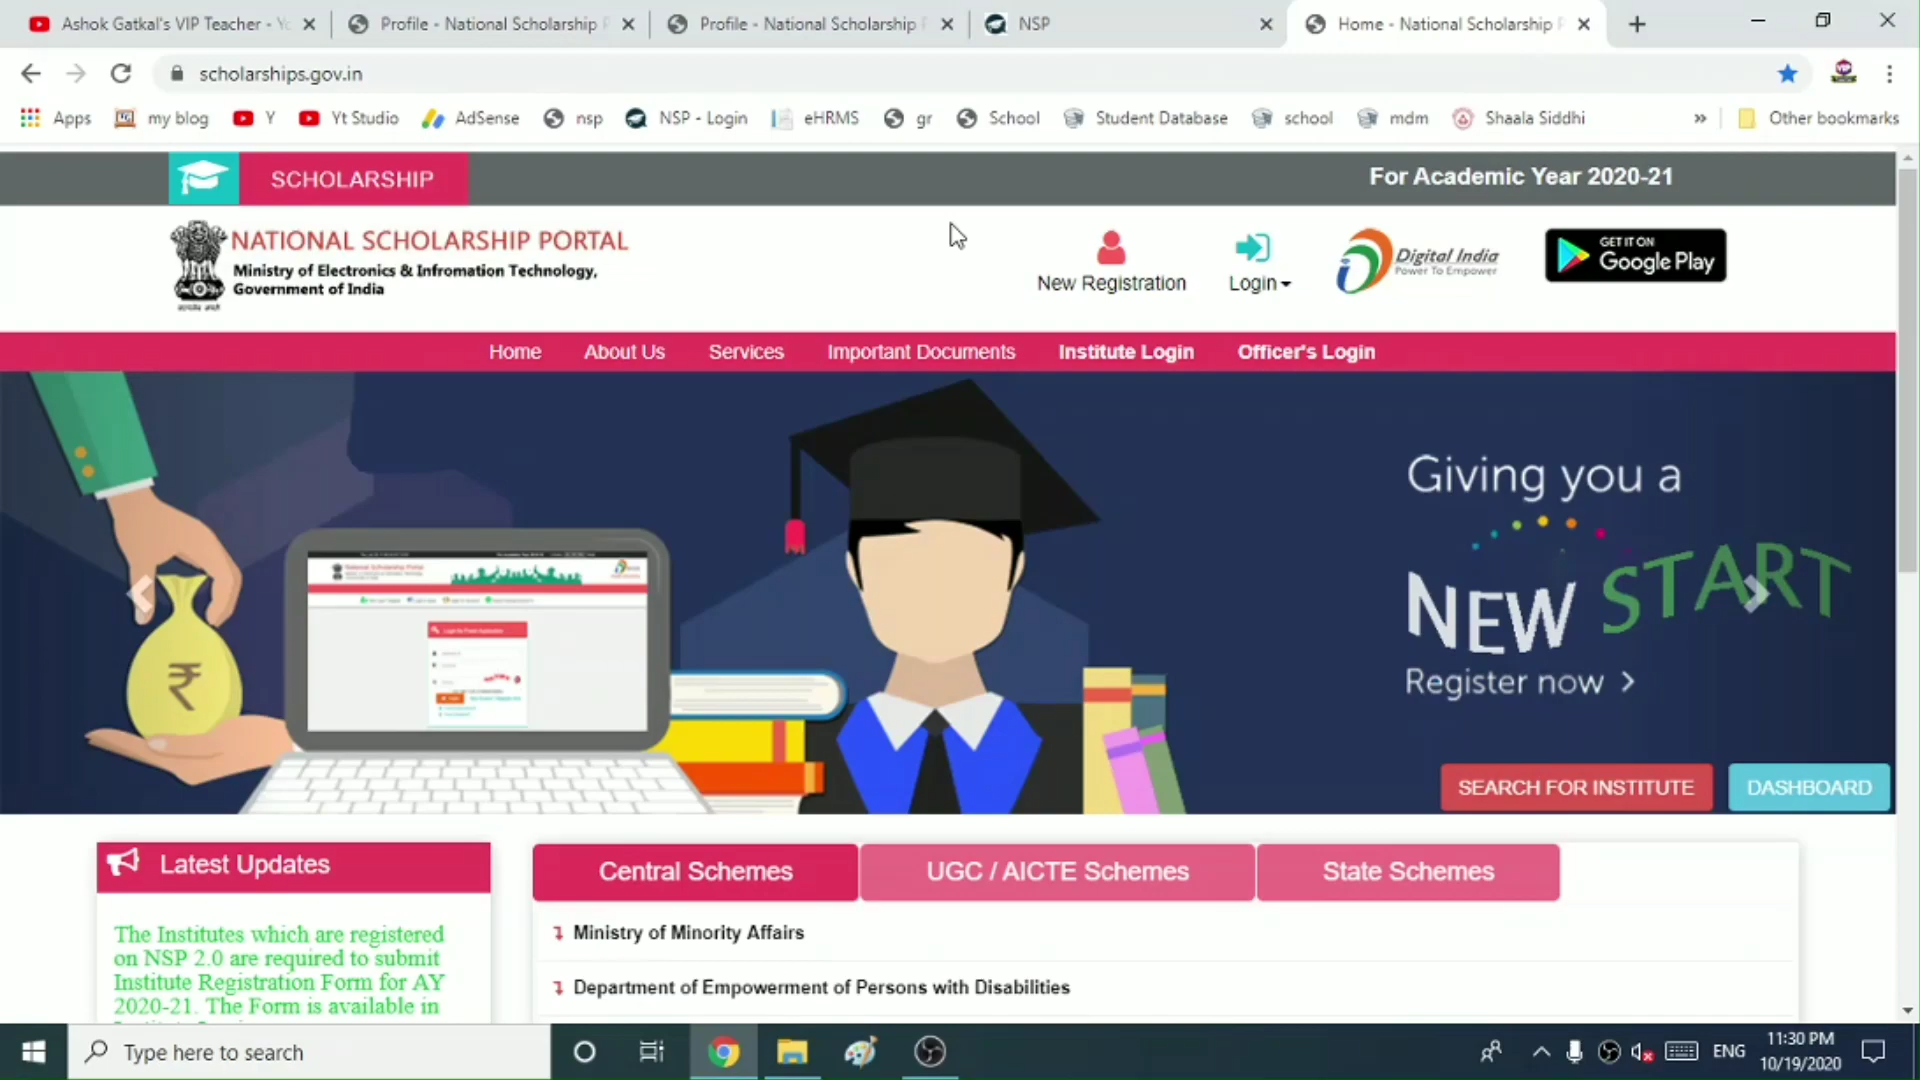 Ashok Gatkal's VIP Teacher - Yo
Profile - National Scholarship P
Profile - National Scholarship P
NSP
Home - National Scholarship P
scholarships.gov.in
Apps
my blog
Y
Yt Studio
AdSense
nsp
NSP - Login
eHRMS
gr
School
Student Database
school
mdm
Shaala Siddhi
»
Other bookmarks
SCHOLARSHIP
For Academic Year 2020-21
NATIONAL SCHOLARSHIP PORTAL
Ministry of Electronics & Infromation Technology,
Government of India
New Registration
Login
Digital India
Power To Empower
GET IT ON
Google Play
Home
About Us
Services
Important Documents
Institute Login
Officer's Login
Giving you a
NEW START
Register now >
₹
SEARCH FOR INSTITUTE
DASHBOARD
Latest Updates
The Institutes which are registered
on NSP 2.0 are required to submit
Institute Registration Form for AY
2020-21. The Form is available in
Central Schemes
UGC / AICTE Schemes
State Schemes
Ministry of Minority Affairs
Department of Empowerment of Persons with Disabilities
Type here to search
ENG
11:30 PM
10/19/2020